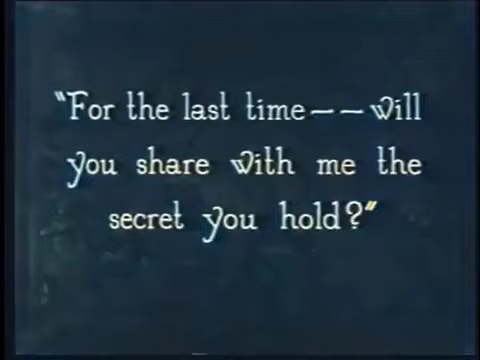 "For the last time——will
you share with me the
secret you hold?"